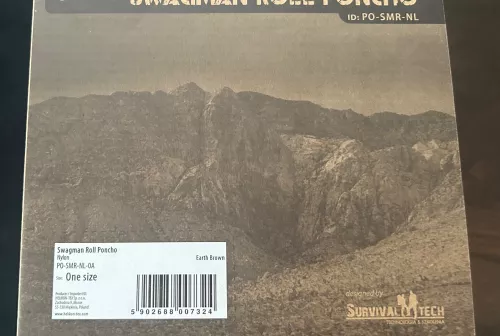 SWAGMAN ROLL PONCHO
ID: PO-SMR-NL
Swagman Roll Poncho
Nylon
Earth Brown
PO-SMR-NL-0A
Size: One size
5 902688 007324
designed by
SURVIVAL TECH